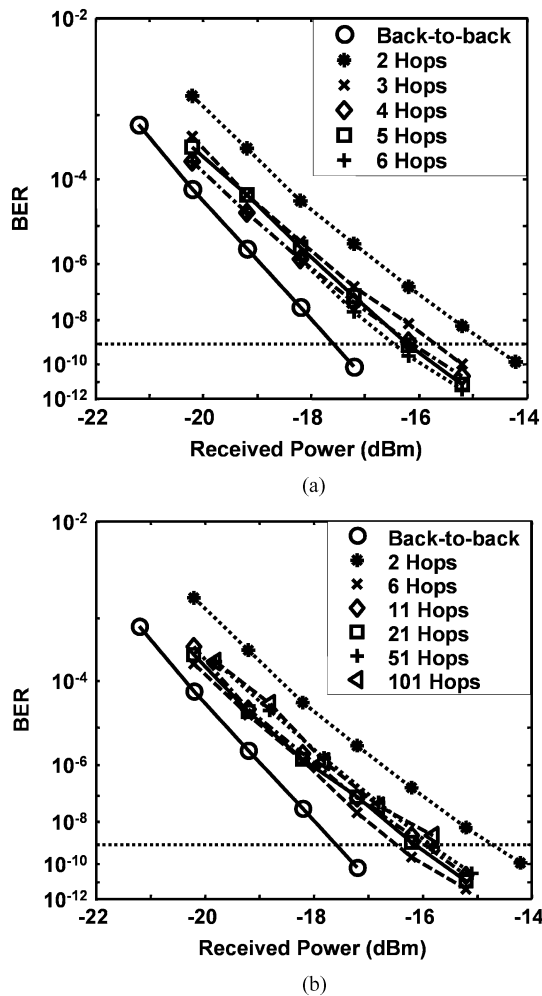 10-2
Back-to-back
2 Hops
3 Hops
4 Hops
5 Hops
6 Hops
10-4
BER
10-6
10-8
10-10
10-12
-22 -20 -18 -16 -14
Received Power (dBm)
(a)
10-2
Back-to-back
2 Hops
6 Hops
11 Hops
21 Hops
51 Hops
101 Hops
10-4
BER
10-6
10-8
10-10
10-12
-22 -20 -18 -16 -14
Received Power (dBm)
(b)